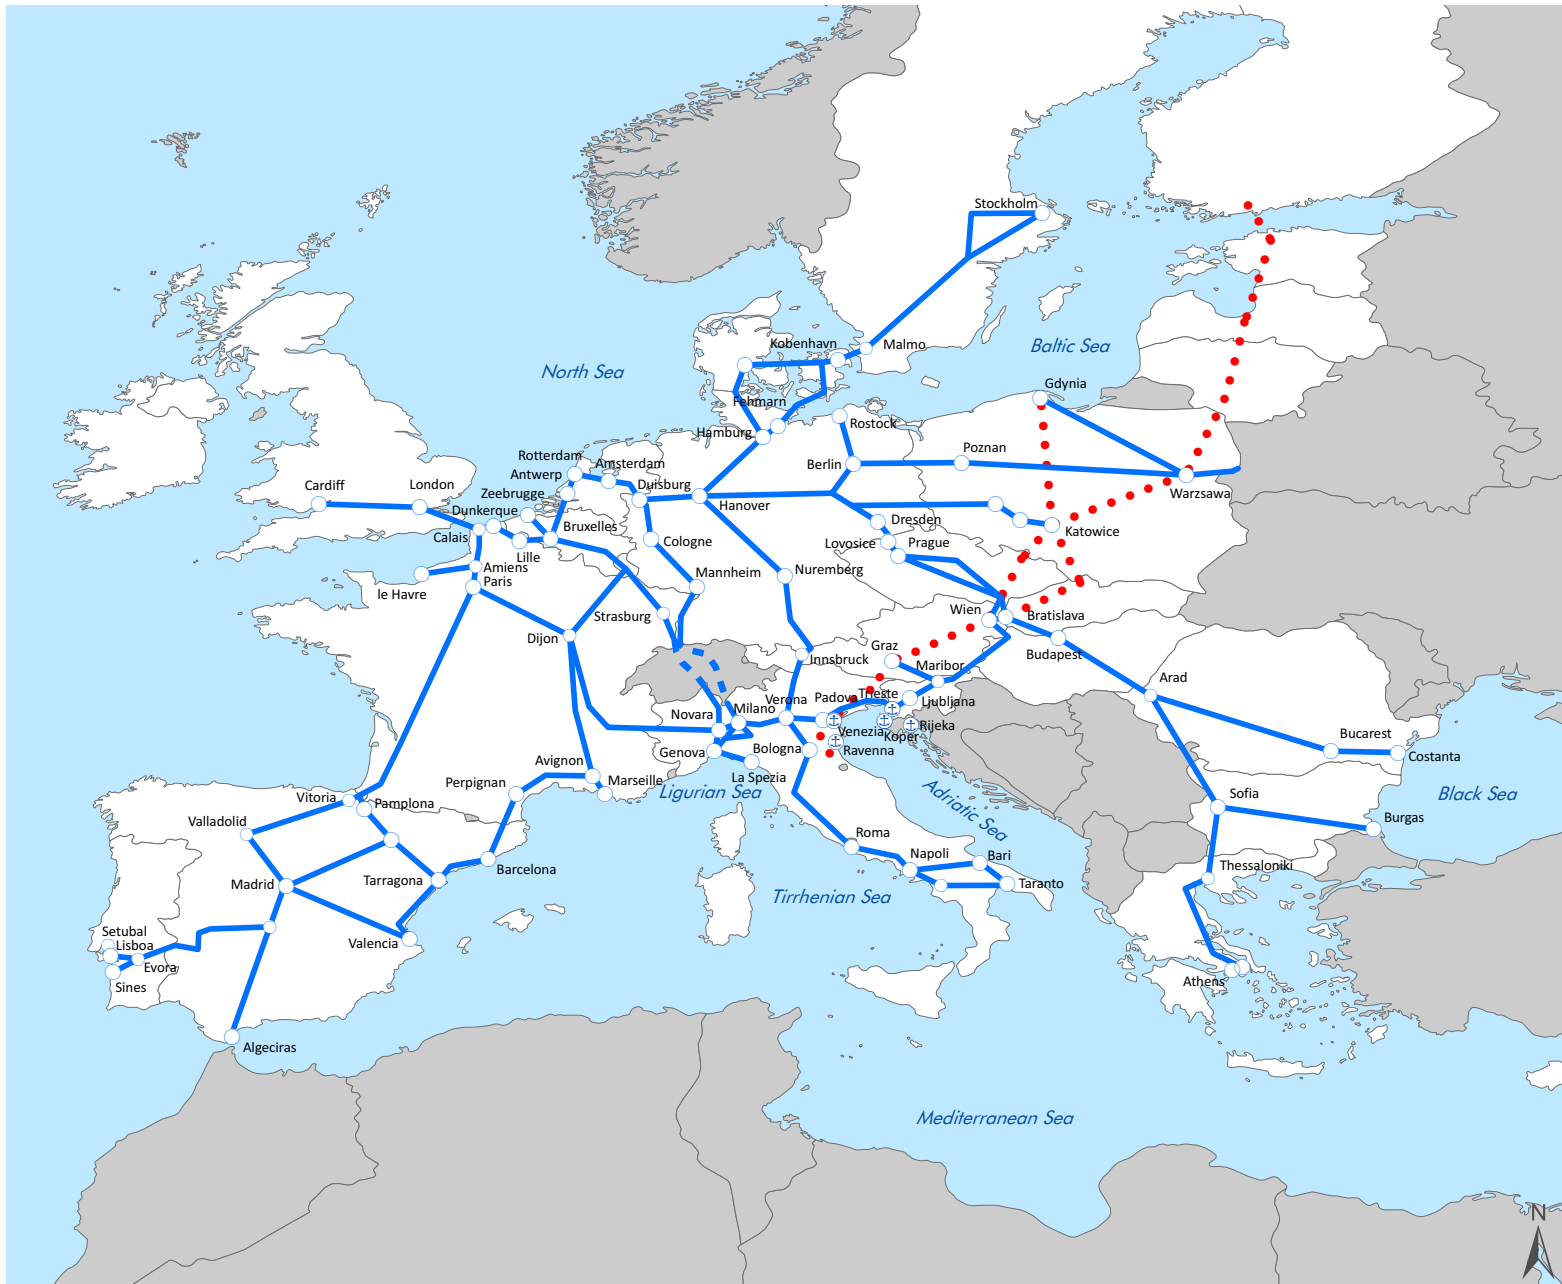 Stockholm
Kobenhavn
Malmo
Baltic Sea
North Sea
Gdynia
Fehmarn
Rostock
Hamburg
Poznan
Berlin
Rotterdam
Amsterdam
Antwerp
Cardiff
London
Zeebrugge
Duisburg
Warzsawa
Hanover
Dunkerque
Dresden
Bruxelles
Katowice
Calais
Cologne
Lovosice
Prague
Lille
Amiens
Nuremberg
Paris
Mannheim
le Havre
Wien
Strasburg
Bratislava
Dijon
Graz
Budapest
Innsbruck
Maribor
Arad
Verona
Padova
Trieste
Ljubljana
Novara
Milano
Rijeka
Venezia
Koper
Bucarest
Genova
Bologna
Ravenna
Costanta
Avignon
La Spezia
Marseille
Perpignan
Ligurian Sea
Adriatic Sea
Black Sea
Vitoria
Pamplona
Sofia
Valladolid
Burgas
Roma
Napoli
Bari
Barcelona
Thessaloniki
Madrid
Tarragona
Taranto
Tirrhenian Sea
Setubal
Lisboa
Valencia
Evora
Athens
Sines
Algeciras
Mediterranean Sea
N